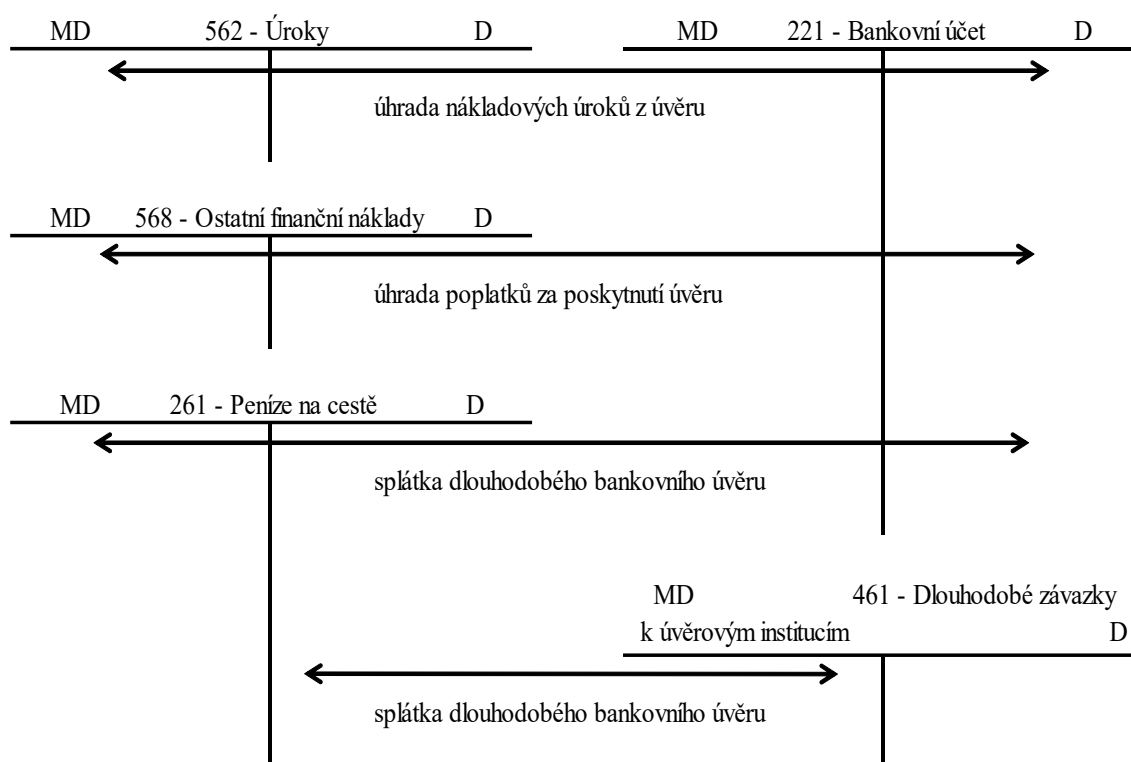 MD 562 - Úroky D MD 221 - Bankovní účet D
úhrada nákladových úroků z úvěru
MD 568 - Ostatní finanční náklady D
úhrada poplatků za poskytnutí úvěru
MD 261 - Peníze na cestě D
splátka dlouhodobého bankovního úvěru
MD 461 - Dlouhodobé závazky
k úvěrovým institucím D
splátka dlouhodobého bankovního úvěru